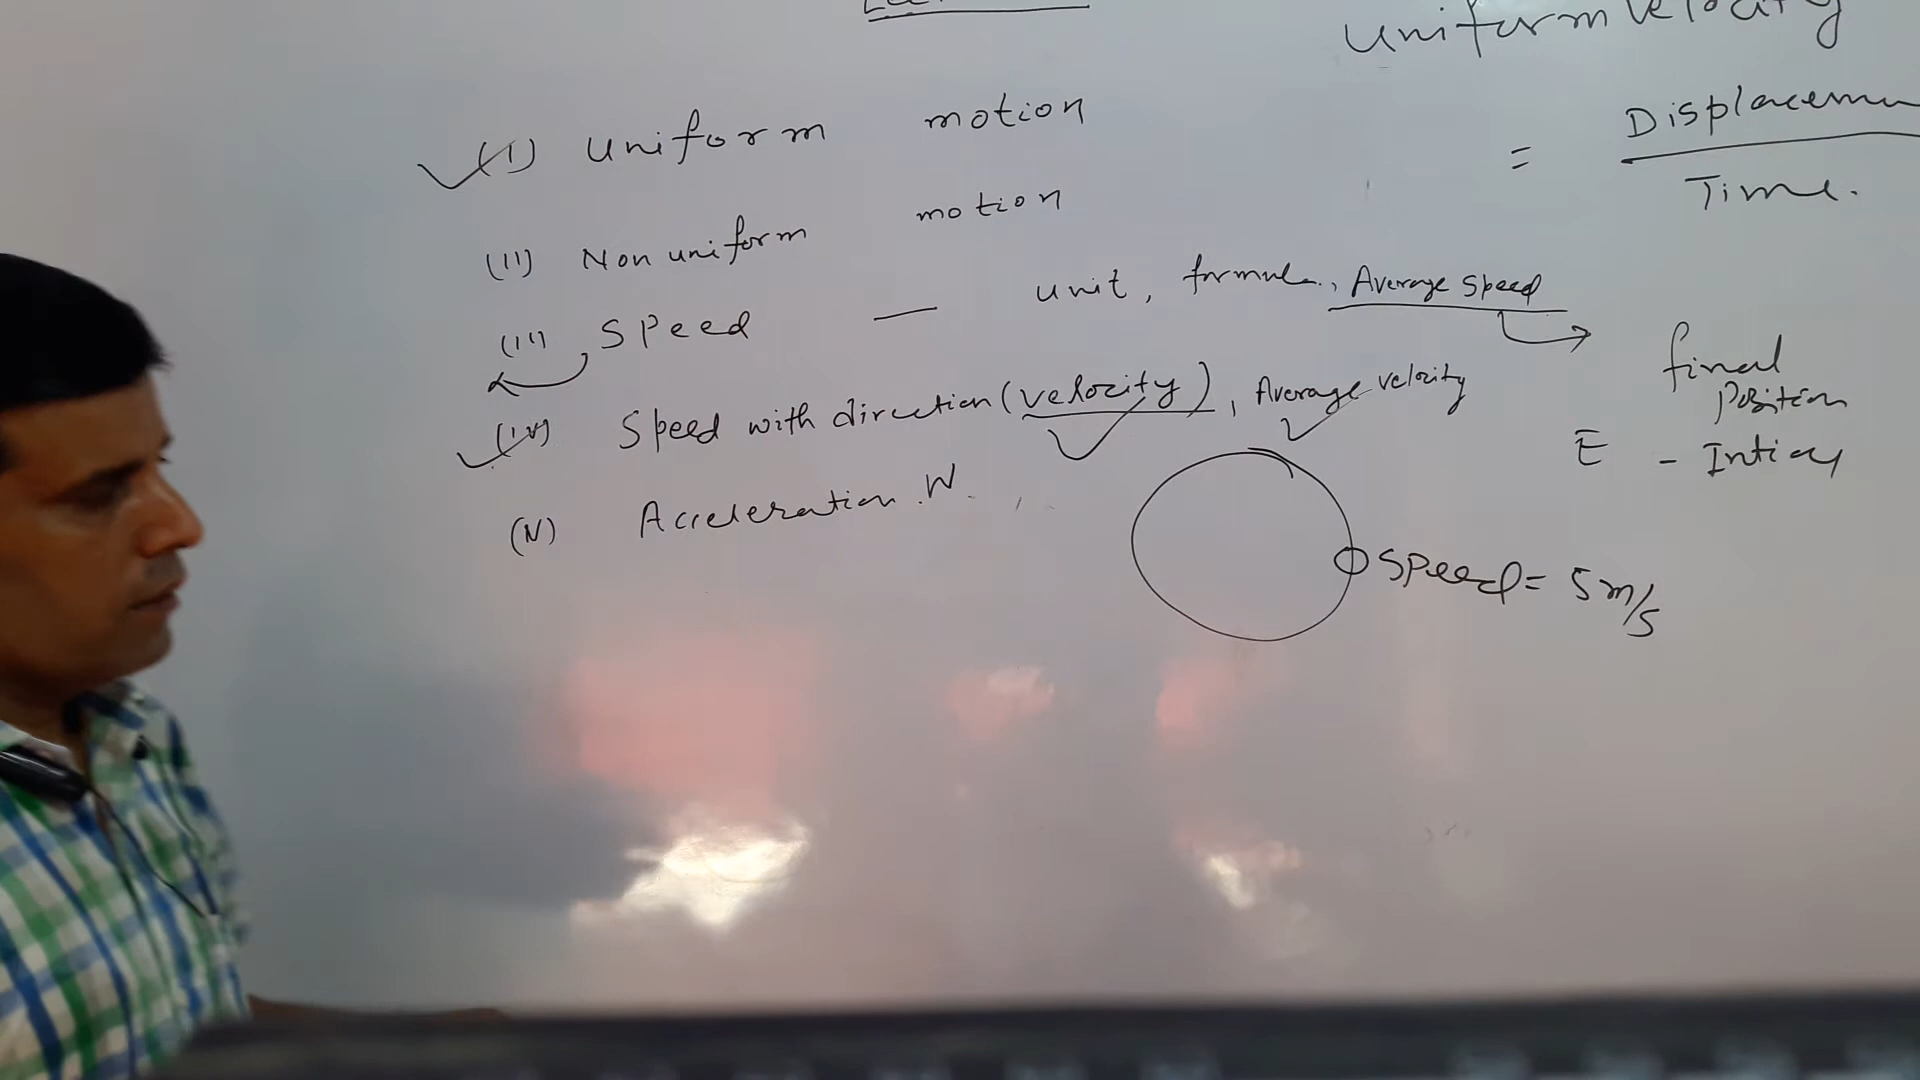 uniform velocity
(I) uniform motion
= Displaceme
Time.
(II) Non uniform motion
(III) Speed — unit, formula, Average speed
final
position
- Intial
E
(IV) Speed with direction (velocity), Average velocity
(V) Acceleration
Speed = 5 m/s